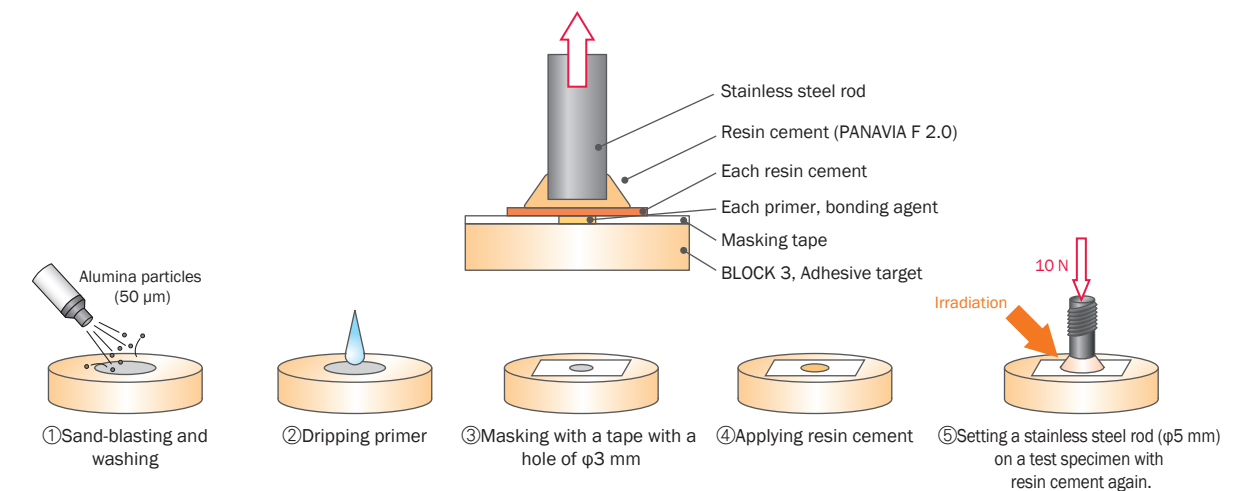 Stainless steel rod
Resin cement (PANAVIA F 2.0)
Each resin cement
Each primer, bonding agent
Masking tape
BLOCK 3, Adhesive target
Alumina particles
(50 μm)
10 N
Irradiation
①Sand-blasting and
washing
②Dripping primer
③Masking with a tape with a
hole of φ3 mm
④Applying resin cement
⑤Setting a stainless steel rod (φ5 mm)
on a test specimen with
resin cement again.